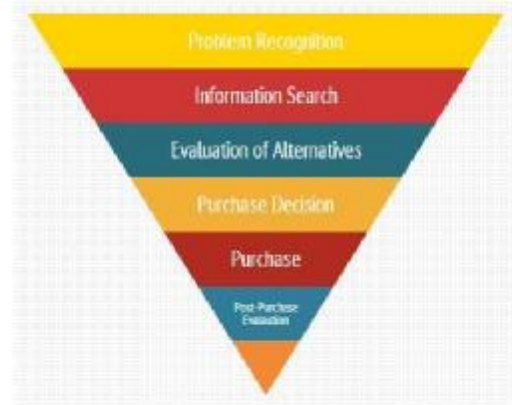 Problem Recognition
Information Search
Evaluation of Alternatives
Purchase Decision
Purchase
Post-Purchase
Evaluation